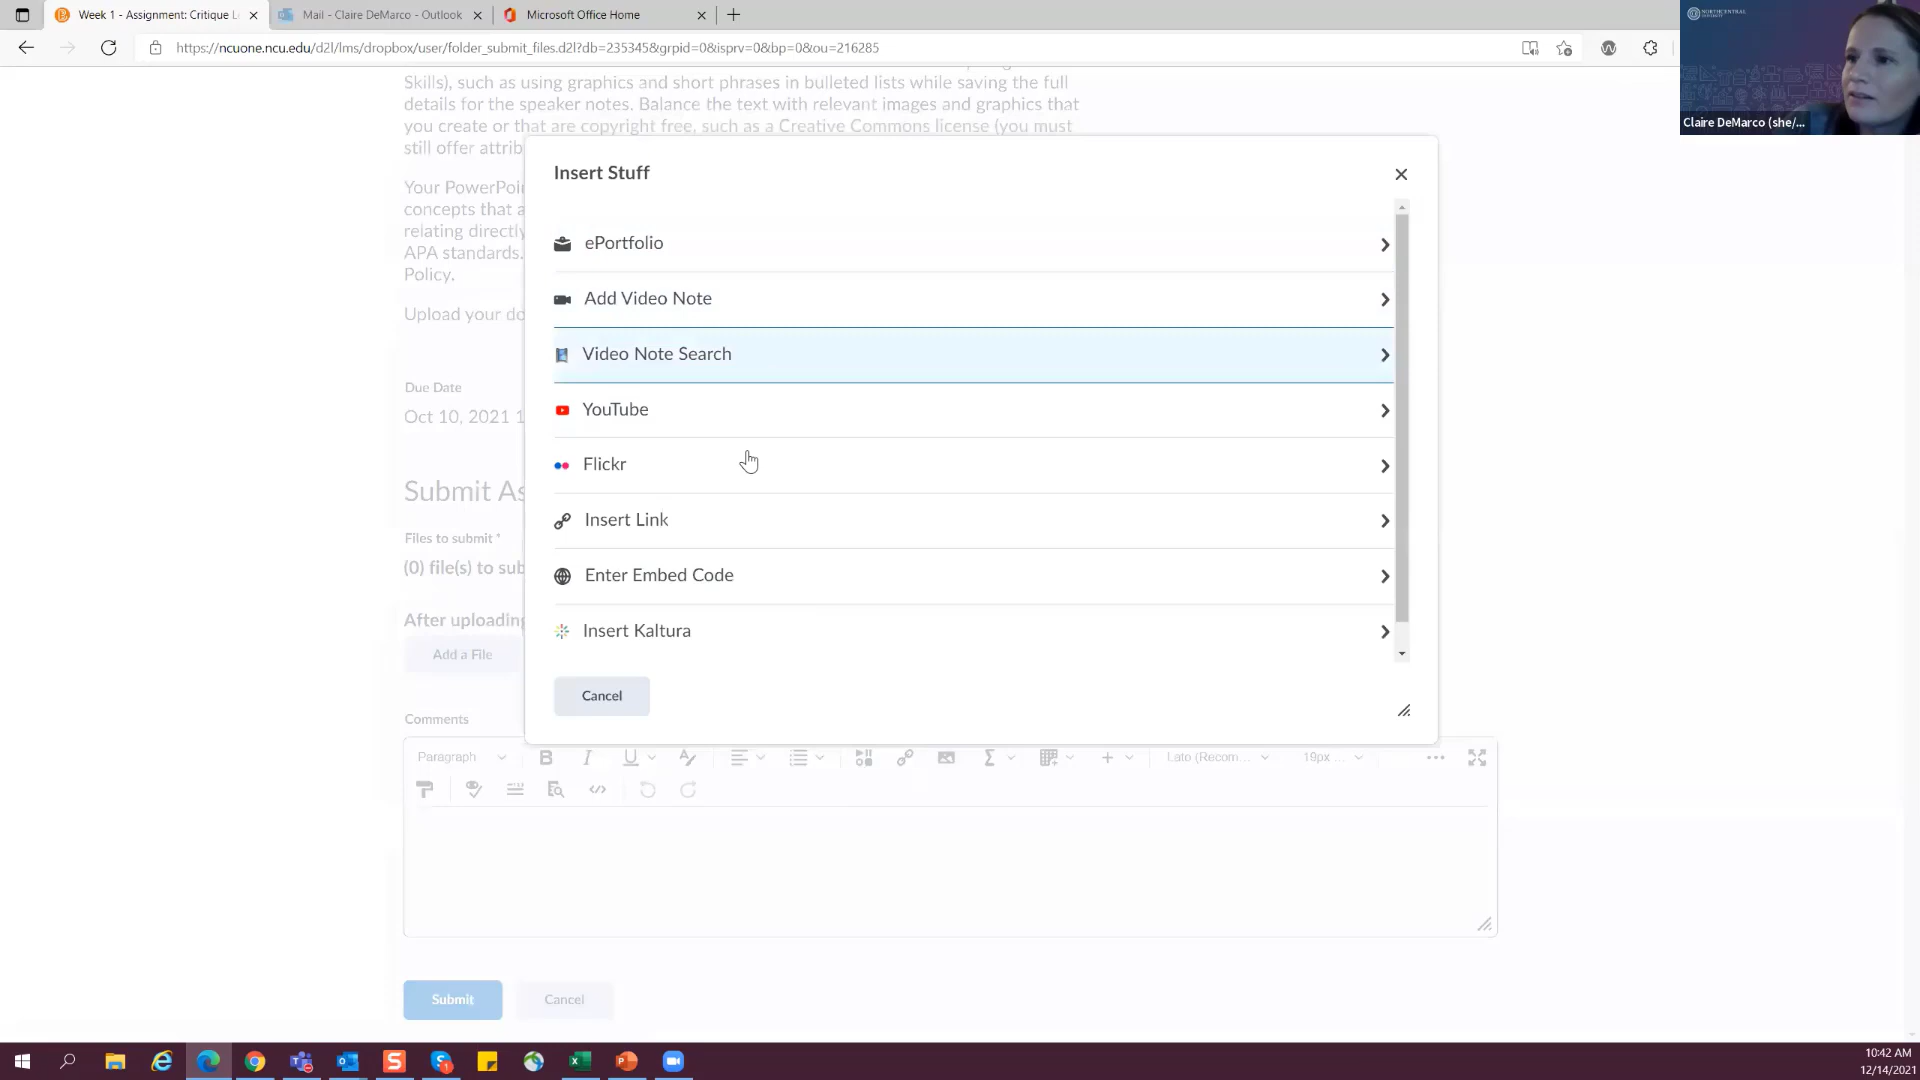 Week 1 - Assignment: Critique L
Mail - Claire DeMarco - Outlook
Microsoft Office Home
https://ncuone.ncu.edu/d2l/lms/dropbox/user/folder_submit_files.d2l?db=235345&grpid=0&isprv=0&bp=0&ou=216285
NORTHCENTRAL
UNIVERSITY
Claire DeMarco (she/...
Skills), such as using graphics and short phrases in bulleted lists while saving the full
details for the speaker notes. Balance the text with relevant images and graphics that
you create or that are copyright free, such as a Creative Commons license (you must
still offer attrib
Your PowerPoi
concepts that a
relating directly
APA standards.
Policy.
Upload your do
Due Date
Oct 10, 2021 1
Submit As
Files to submit *
(0) file(s) to sub
After uploading
Add a File
Comments
Insert Stuff
ePortfolio
Add Video Note
Video Note Search
YouTube
Flickr
Insert Link
Enter Embed Code
Insert Kaltura
Cancel
Paragraph
Lato (Recom...
19px ...
Submit
Cancel
10:42 AM
12/14/2021